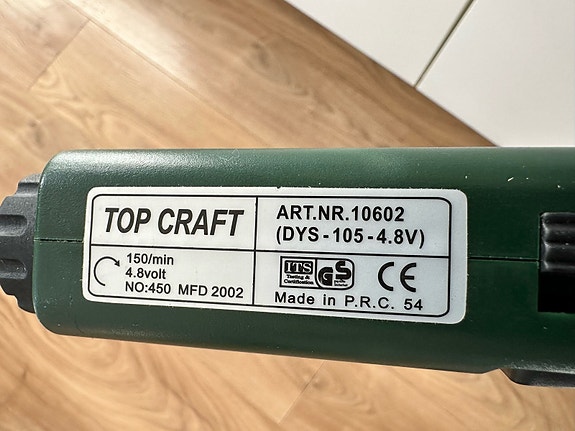 TOP CRAFT
150/min
4.8volt
NO:450 MFD 2002
ART.NR.10602
(DYS-105-4.8V)
ITS
Testing &
Certification
GS
CE
Made in P.R.C. 54